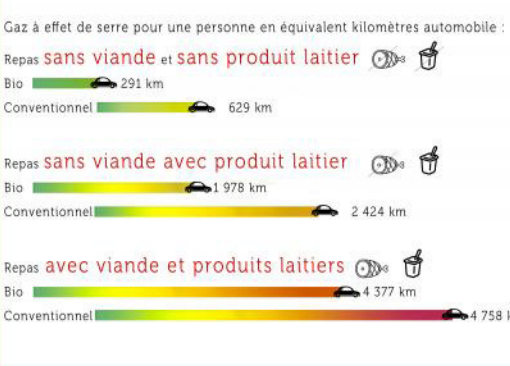 Gaz à effet de serre pour une personne en équivalent kilomètres automobile :
Repas sans viande et sans produit laitier
Bio 291 km
Conventionnel 629 km
Repas sans viande avec produit laitier
Bio 1 978 km
Conventionnel 2 424 km
Repas avec viande et produits laitiers
Bio 4 377 km
Conventionnel 4 758